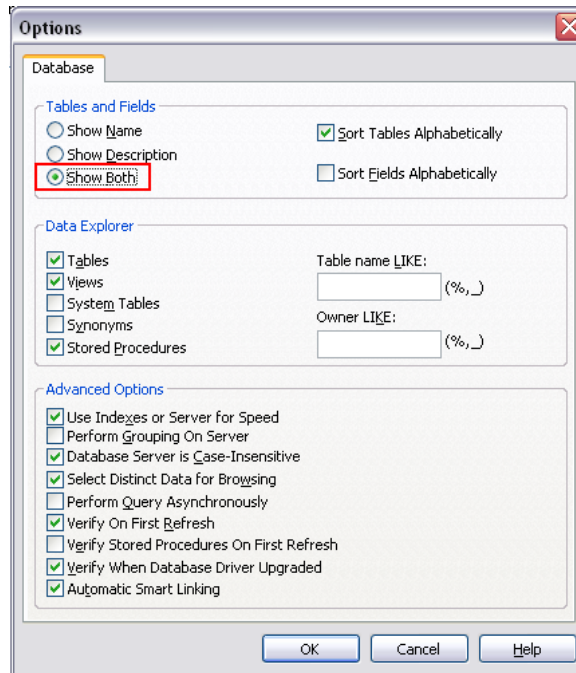 Options
Database
Tables and Fields
Show Name
Show Description
Show Both
Sort Tables Alphabetically
Sort Fields Alphabetically
Data Explorer
Tables
Views
System Tables
Synonyms
Stored Procedures
Table name LIKE:
(%,_)
Owner LIKE:
(%,_)
Advanced Options
Use Indexes or Server for Speed
Perform Grouping On Server
Database Server is Case-Insensitive
Select Distinct Data for Browsing
Perform Query Asynchronously
Verify On First Refresh
Verify Stored Procedures On First Refresh
Verify When Database Driver Upgraded
Automatic Smart Linking
OK Cancel Help